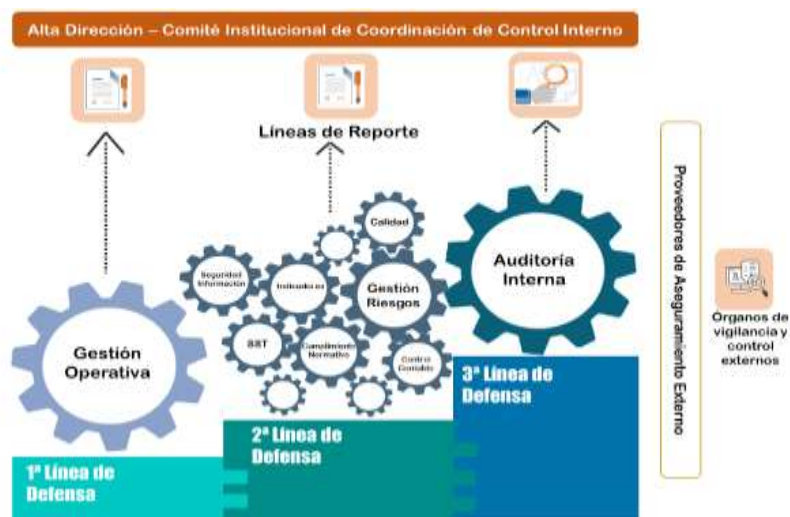 Alta Dirección – Comité Institucional de Coordinación de Control Interno
Líneas de Reporte
Calidad
Seguridad
Información
Indicadores
Gestión
Riesgos
Auditoría
Interna
Gestión
Operativa
SST
Cumplimiento
Normativo
Control
Contable
1ª Línea de
Defensa
2ª Línea de
Defensa
3ª Línea de
Defensa
Proveedores de Aseguramiento Externo
Órganos de
vigilancia y
control
externos